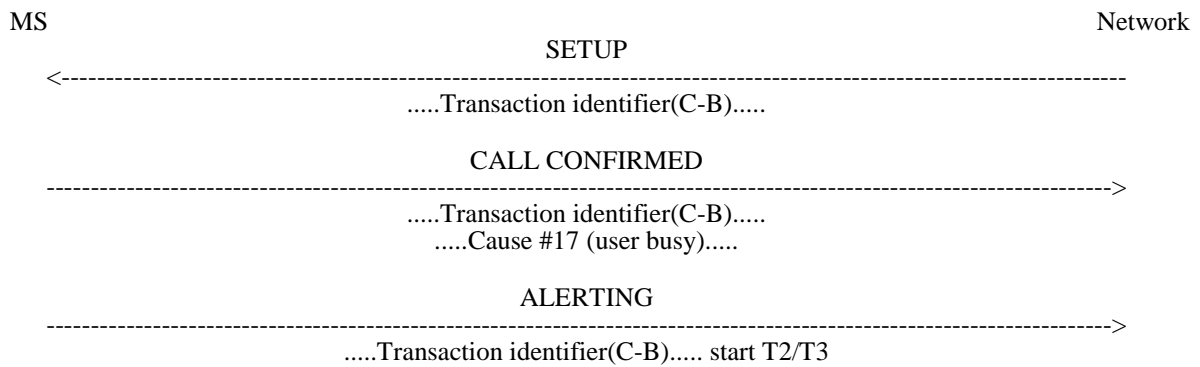 MS Network
SETUP
<------------------------------------------------------------------------------------------------------------------------
.....Transaction identifier(C-B).....
CALL CONFIRMED
------------------------------------------------------------------------------------------------------------------------>
.....Transaction identifier(C-B).....
.....Cause #17 (user busy).....
ALERTING
------------------------------------------------------------------------------------------------------------------------>
.....Transaction identifier(C-B)..... start T2/T3